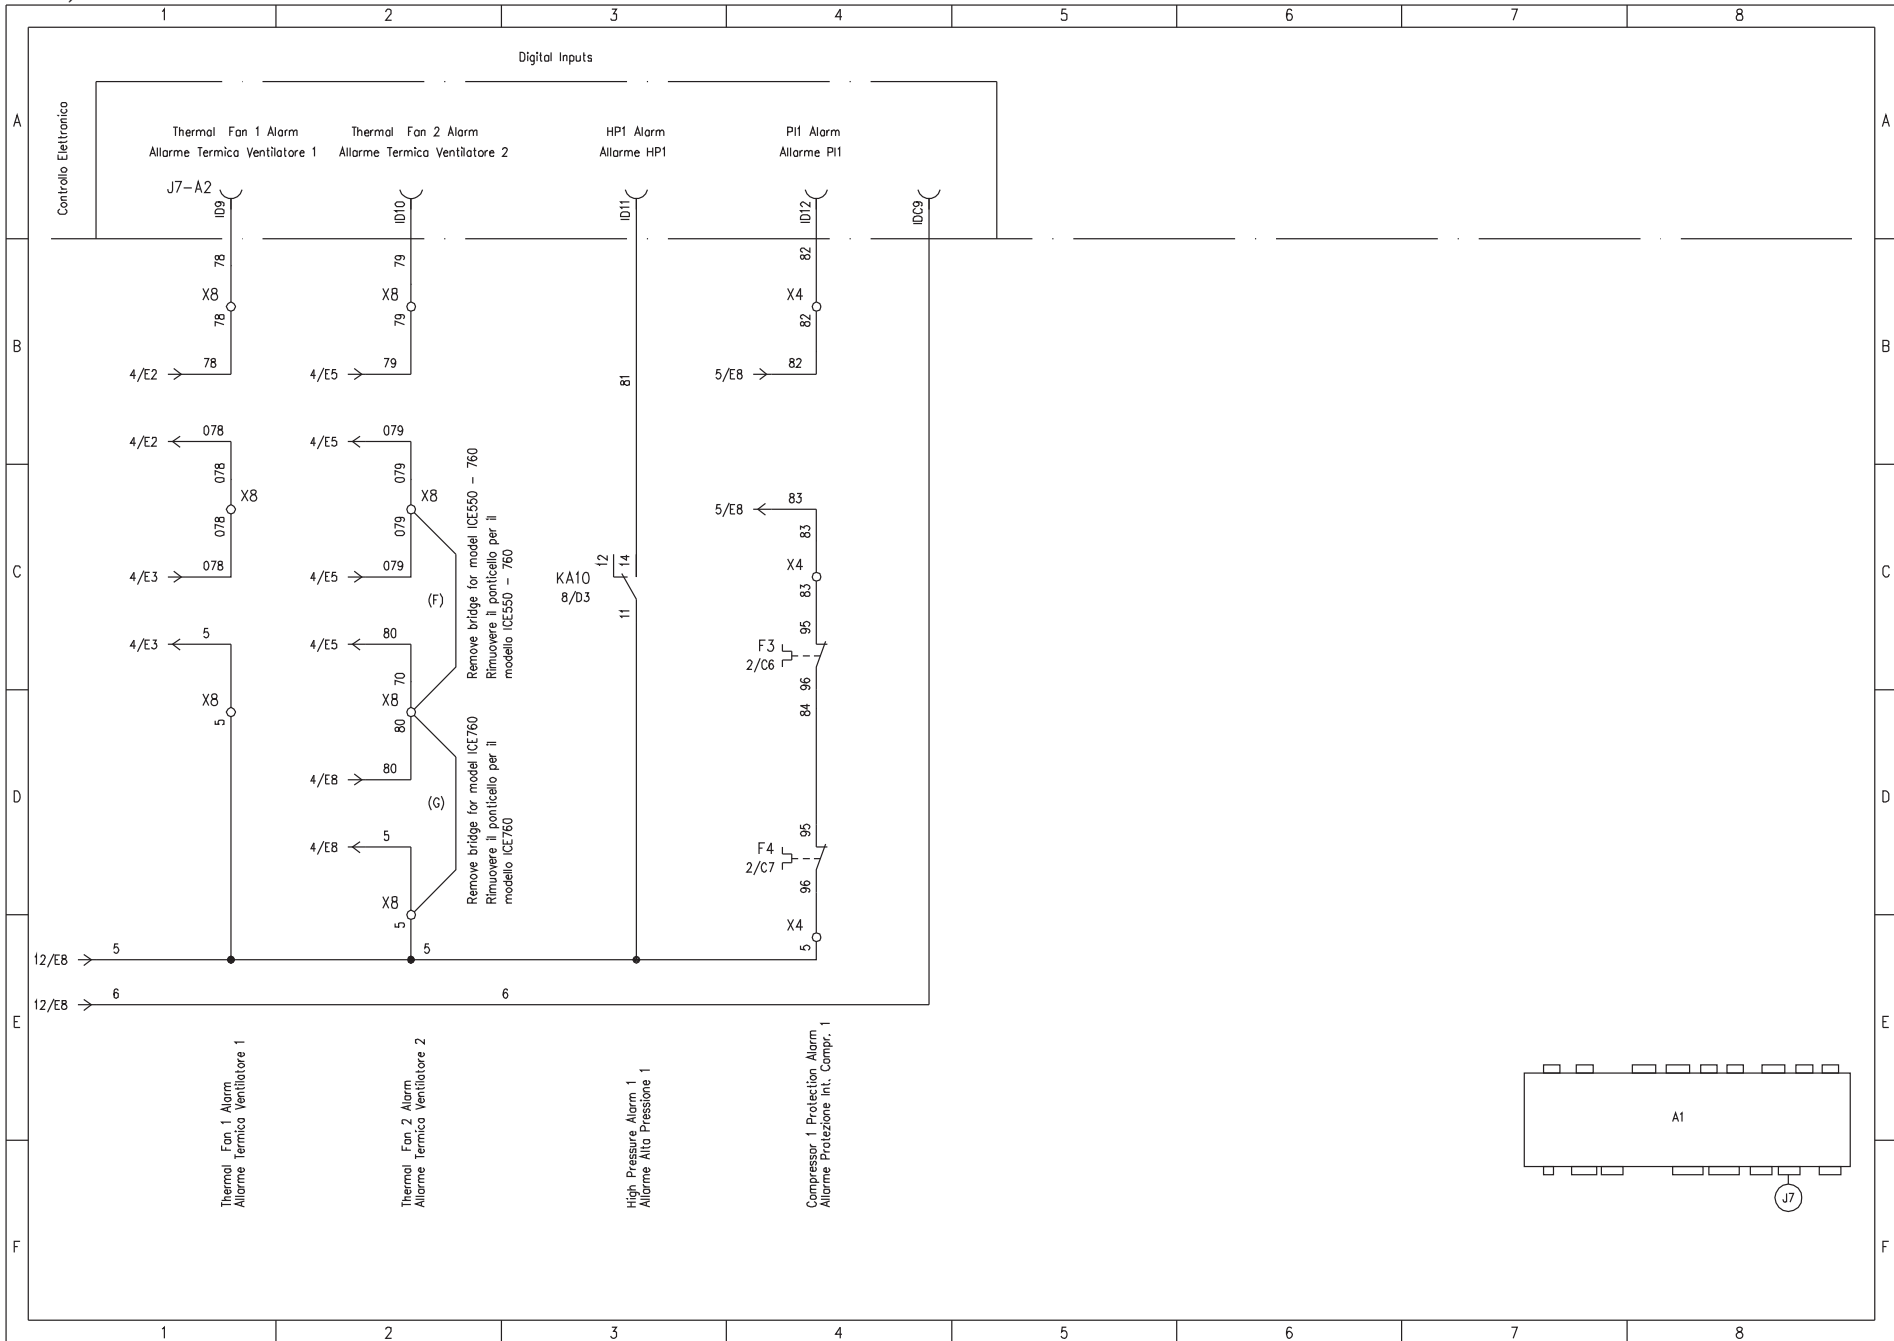 1 2 3 4 5 6 7 8
Digital Inputs
A A
Controllo Elettronico
Thermal Fan 1 Alarm
Allarme Termica Ventilatore 1
Thermal Fan 2 Alarm
Allarme Termica Ventilatore 2
HP1 Alarm
Allarme HP1
PI1 Alarm
Allarme PI1
J7-A2
ID9 ID10 ID11 ID12 IDC9
78 79 82
X8 X8 X4
78 79 82
B B
4/E2 78 4/E5 79 81 5/E8 82
4/E2 078 4/E5 079
078 079
X8 X8 5/E8 83
078 079 83
Remove bridge for model ICE550 - 760
Rimuovere il ponticello per il
modello ICE550 - 760
C C
4/E3 078 4/E5 079
12 14
KA10
8/D3
11
X4
83
(F)
4/E3 5 4/E5 80
95
F3
2/C6
96
70
X8 X8
5 80 84
Remove bridge for model ICE760
Rimuovere il ponticello per il
modello ICE760
4/E8 80
D D
(G)
4/E8 5
95
F4
2/C7
96
X8
5
X4
5
12/E8 5 5
12/E8 6 6
E E
Thermal Fan 1 Alarm
Allarme Termica Ventilatore 1
Thermal Fan 2 Alarm
Allarme Termica Ventilatore 2
High Pressure Alarm 1
Allarme Alta Pressione 1
Compressor 1 Protection Alarm
Allarme Protezione Int. Compr. 1
A1
J7
F F
1 2 3 4 5 6 7 8